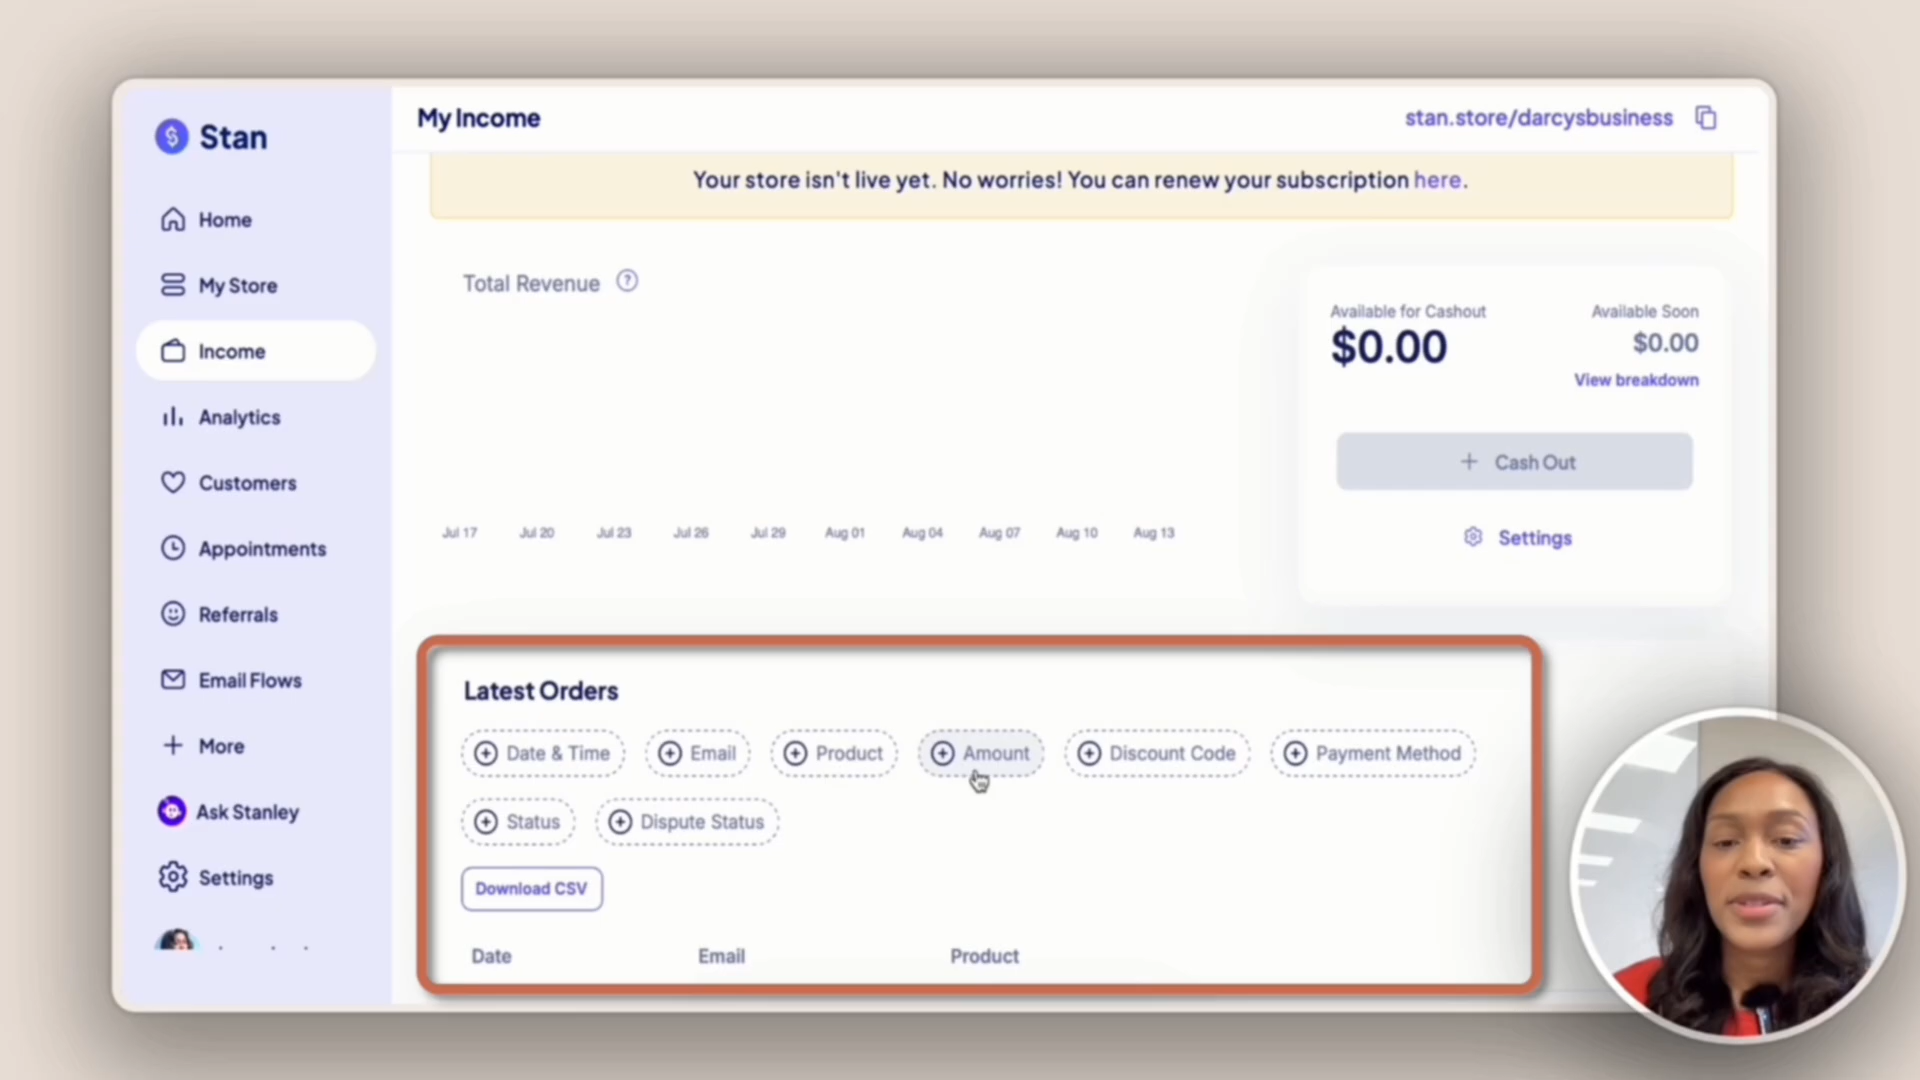 Stan
Home
My Store
Income
Analytics
Customers
Appointments
Referrals
Email Flows
More
Ask Stanley
Settings
My Income
stan.store/darcysbusiness
Your store isn't live yet. No worries! You can renew your subscription here.
Total Revenue ?
Jul 17 Jul 20 Jul 23 Jul 26 Jul 29 Aug 01 Aug 04 Aug 07 Aug 10 Aug 13
Available for Cashout
$0.00
Available Soon
$0.00
View breakdown
+ Cash Out
Settings
Latest Orders
Date & Time Email Product Amount Discount Code Payment Method
Status Dispute Status
Download CSV
Date Email Product